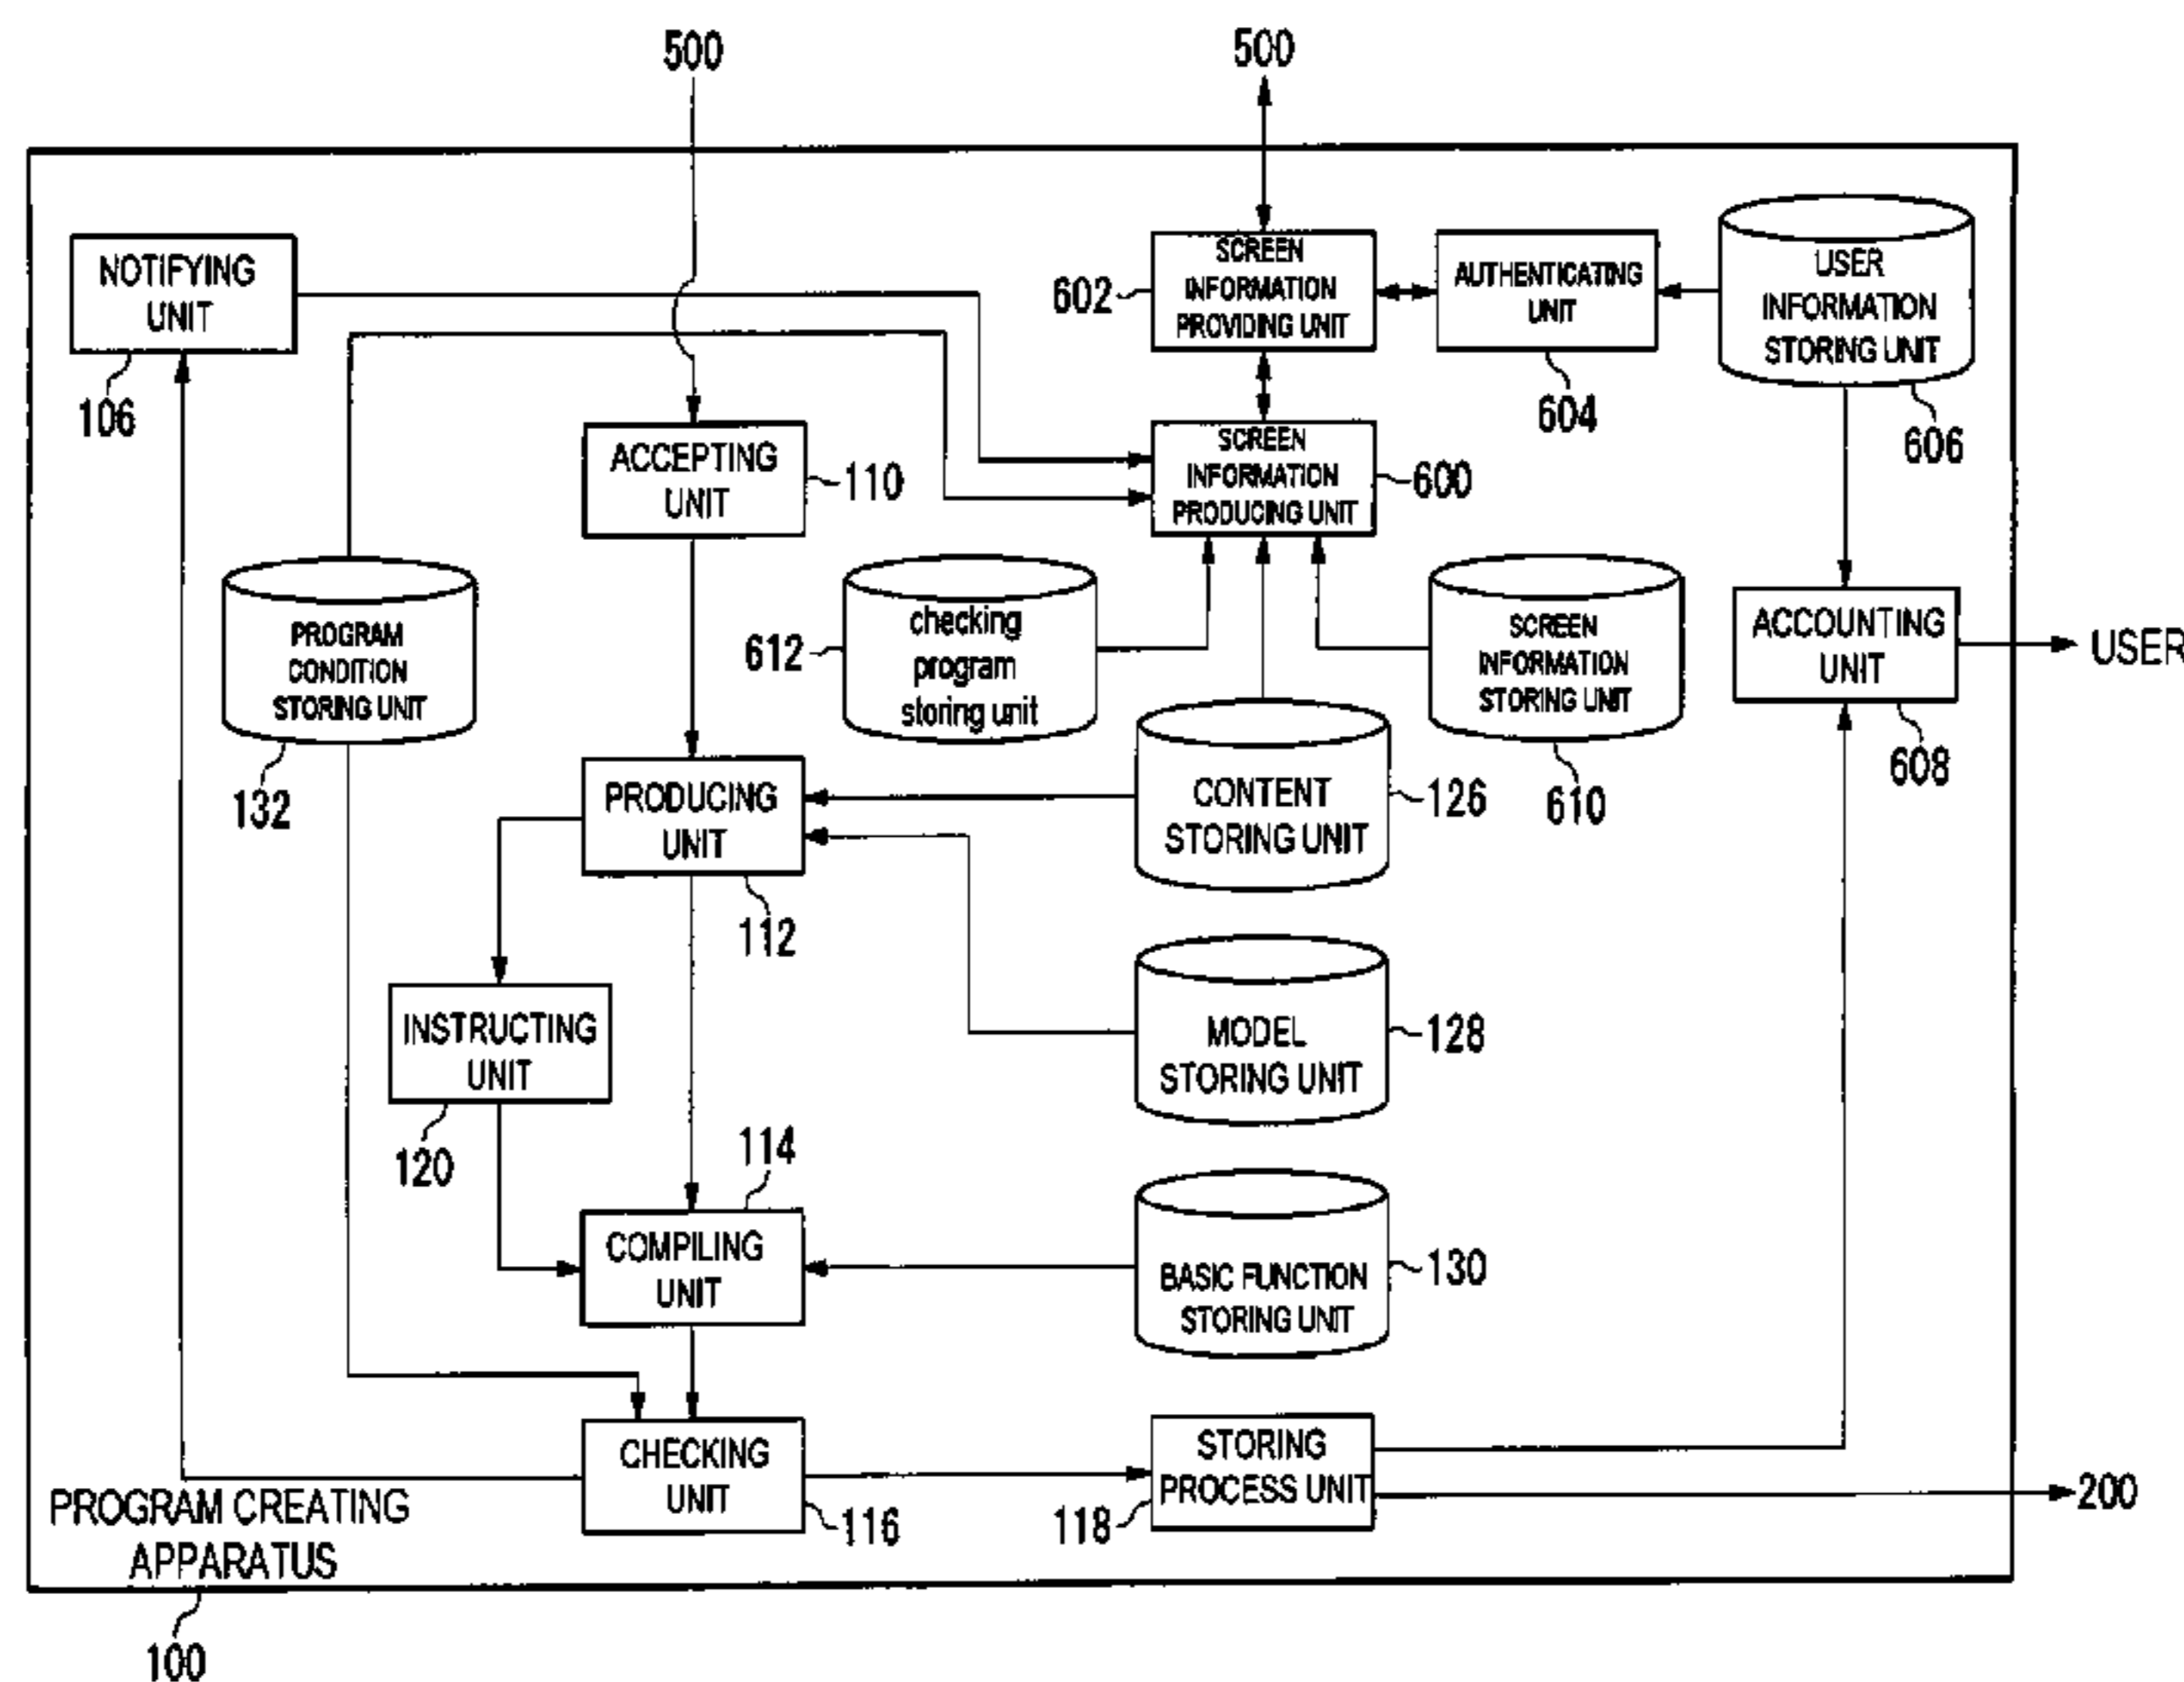 500
500
NOTIFYING
UNIT
106
602
SCREEN
INFORMATION
PROVIDING UNIT
AUTHENTICATING
UNIT
604
USER
INFORMATION
STORING UNIT
606
ACCEPTING
UNIT
110
SCREEN
INFORMATION
PRODUCING UNIT
600
PROGRAM
CONDITION
STORING UNIT
132
612
checking
program
storing unit
SCREEN
INFORMATION
STORING UNIT
610
ACCOUNTING
UNIT
608
USER
PRODUCING
UNIT
112
CONTENT
STORING UNIT
126
INSTRUCTING
UNIT
120
MODEL
STORING UNIT
128
114
COMPILING
UNIT
BASIC FUNCTION
STORING UNIT
130
CHECKING
UNIT
116
STORING
PROCESS UNIT
118
200
PROGRAM CREATING
APPARATUS
100